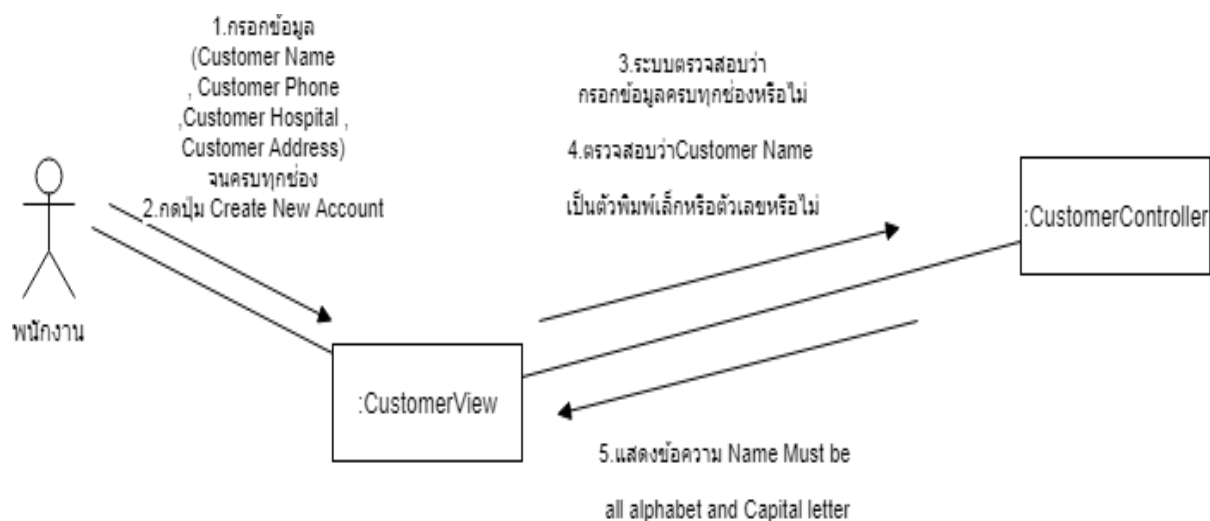 1.กรอกข้อมูล
(Customer Name
, Customer Phone
,Customer Hospital ,
Customer Address)
จนครบทุกช่อง
2.กดปุ่ม Create New Account
3.ระบบตรวจสอบว่า
กรอกข้อมูลครบทุกช่องหรือไม่
4.ตรวจสอบว่าCustomer Name
เป็นตัวพิมพ์เล็กหรือตัวเลขหรือไม่
:CustomerController
พนักงาน
:CustomerView
5.แสดงข้อความ Name Must be
all alphabet and Capital letter